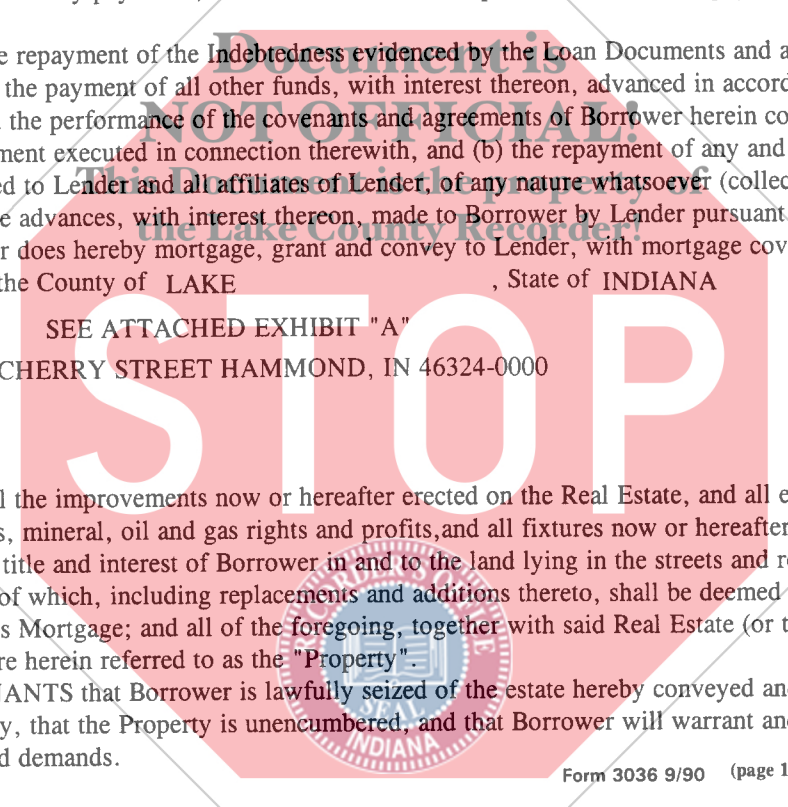 e repayment of the Indebtedness evidenced by the Loan Documents and a
the payment of all other funds, with interest thereon, advanced in accord
the performance of the covenants and agreements of Borrower herein co
ment executed in connection therewith, and (b) the repayment of any and
ed to Lender and all affiliates of Lender, of any nature whatsoever (collec
e advances, with interest thereon, made to Borrower by Lender pursuant
r does hereby mortgage, grant and convey to Lender, with mortgage cov
the County of LAKE , State of INDIANA
SEE ATTACHED EXHIBIT "A"
CHERRY STREET HAMMOND, IN 46324-0000
l the improvements now or hereafter erected on the Real Estate, and all e
s, mineral, oil and gas rights and profits,and all fixtures now or hereafter
title and interest of Borrower in and to the land lying in the streets and r
of which, including replacements and additions thereto, shall be deemed
s Mortgage; and all of the foregoing, together with said Real Estate (or t
re herein referred to as the "Property".
NANTS that Borrower is lawfully seized of the estate hereby conveyed an
y, that the Property is unencumbered, and that Borrower will warrant an
d demands.
Form 3036 9/90 (page 1
Document is
NOT OFFICIAL!
This Document is the property of
the Lake County Recorder!
STOP
RECORDER'S OFFICE
SEAL
INDIANA